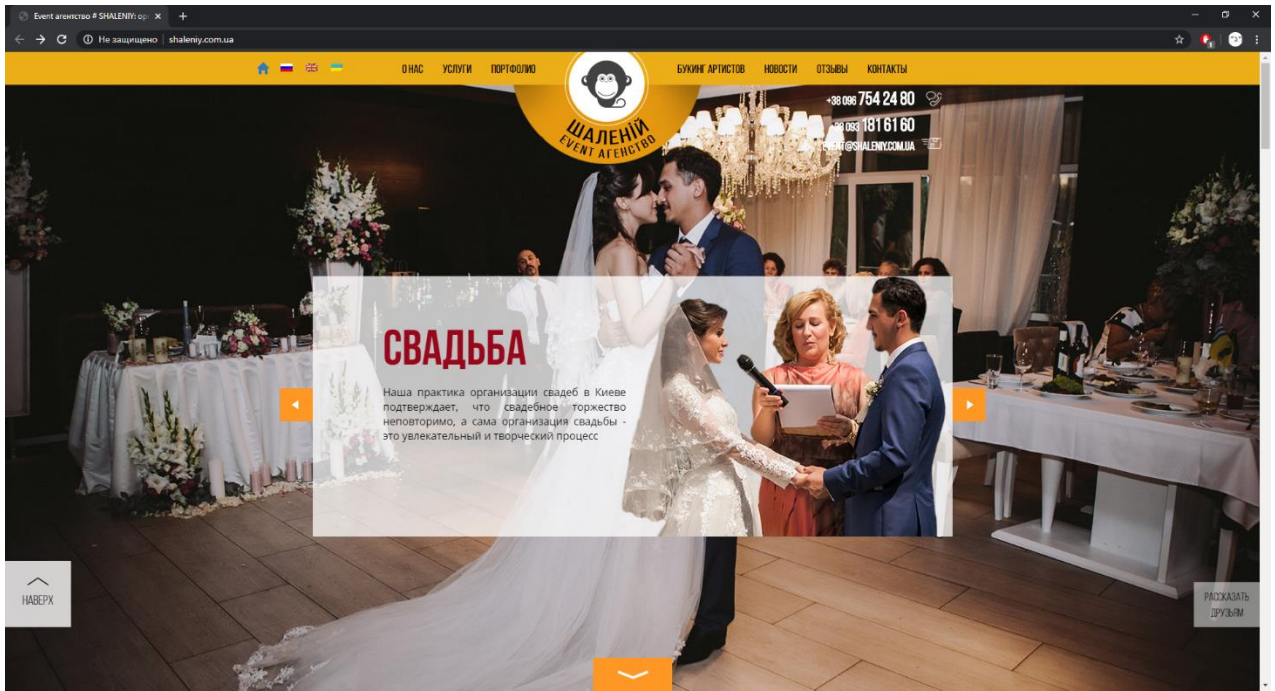 Event агентство # SHALENIY: ор
Не защищено shaleniy.com.ua
О НАС УСЛУГИ ПОРТФОЛИО БУКИНГ АРТИСТОВ НОВОСТИ ОТЗЫВЫ КОНТАКТЫ
ШАЛЕНІЙ
EVENT АГЕНСТВО
+38 096 754 24 80
+38 093 181 61 60
EVENT@SHALENIY.COM.UA
СВАДЬБА
Наша практика организации свадеб в Киеве
подтверждает, что свадебное торжество
неповторимо, а сама организация свадьбы -
это увлекательный и творческий процесс
НАВЕРХ
РАССКАЗАТЬ
ДРУЗЬЯМ